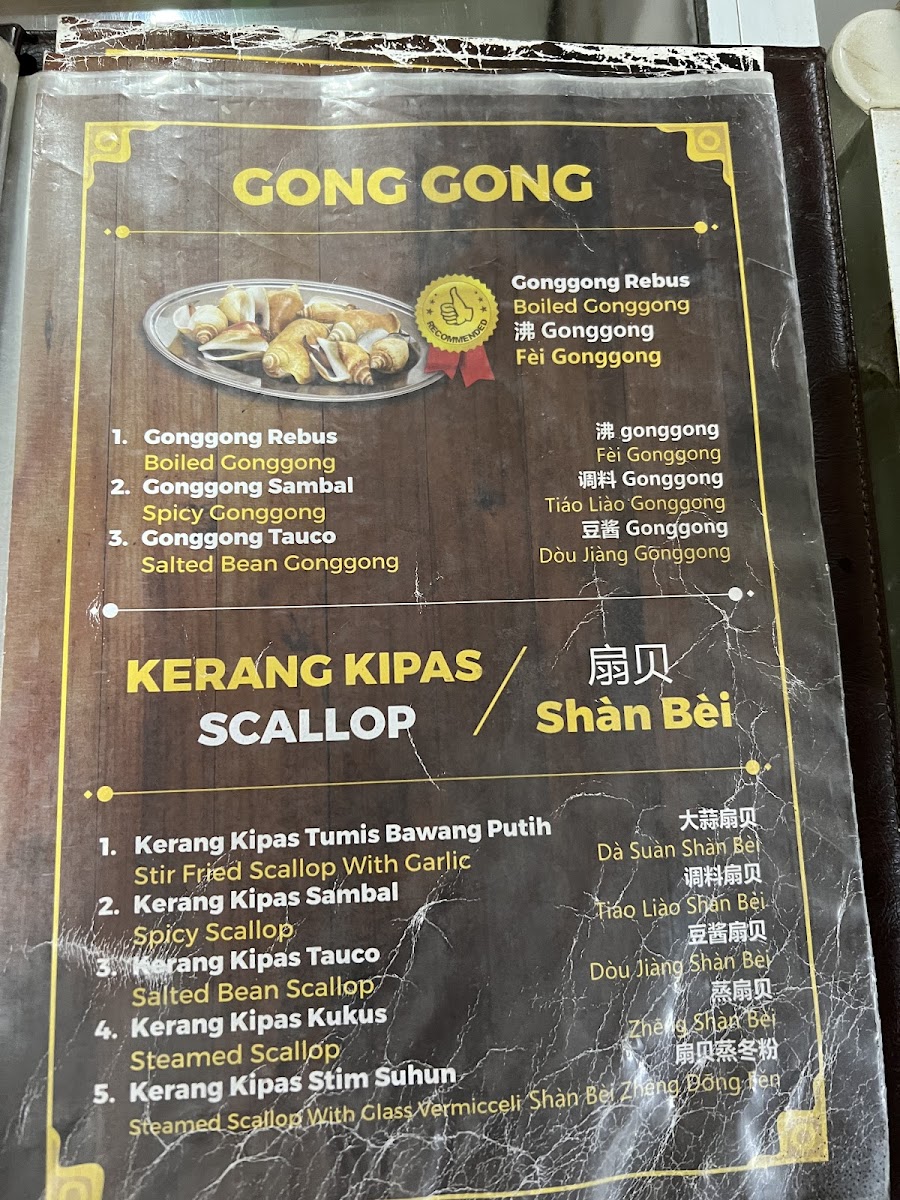 GONG GONG
RECOMMENDED
Gonggong Rebus
Boiled Gonggong
沸 Gonggong
Fèi Gonggong
1. Gonggong Rebus 沸 gonggong
Boiled Gonggong Fèi Gonggong
2. Gonggong Sambal 调料 Gonggong
Spicy Gonggong Tiáo Liào Gonggong
3. Gonggong Tauco 豆酱 Gonggong
Salted Bean Gonggong Dòu Jiàng Gonggong
KERANG KIPAS / 扇贝
SCALLOP Shàn Bèi
1. Kerang Kipas Tumis Bawang Putih 大蒜扇贝
Stir Fried Scallop With Garlic Dà Suàn Shàn Bèi
2. Kerang Kipas Sambal 调料扇贝
Spicy Scallop Tiáo Liào Shàn Bèi
3. Kerang Kipas Tauco 豆酱扇贝
Salted Bean Scallop Dòu Jiàng Shàn Bèi
4. Kerang Kipas Kukus 蒸扇贝
Steamed Scallop Zhēng Shàn Bèi
5. Kerang Kipas Stim Suhun 扇贝蒸冬粉
Steamed Scallop With Glass Vermicceli Shàn Bèi Zhēng Dōng Fěn